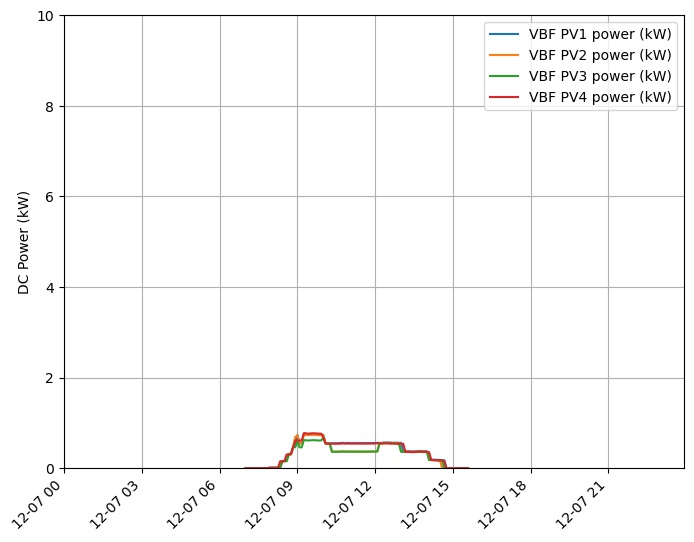 10
8
6
4
2
0
DC Power (kW)
VBF PV1 power (kW)
VBF PV2 power (kW)
VBF PV3 power (kW)
VBF PV4 power (kW)
12-07 00
12-07 03
12-07 06
12-07 09
12-07 12
12-07 15
12-07 18
12-07 21